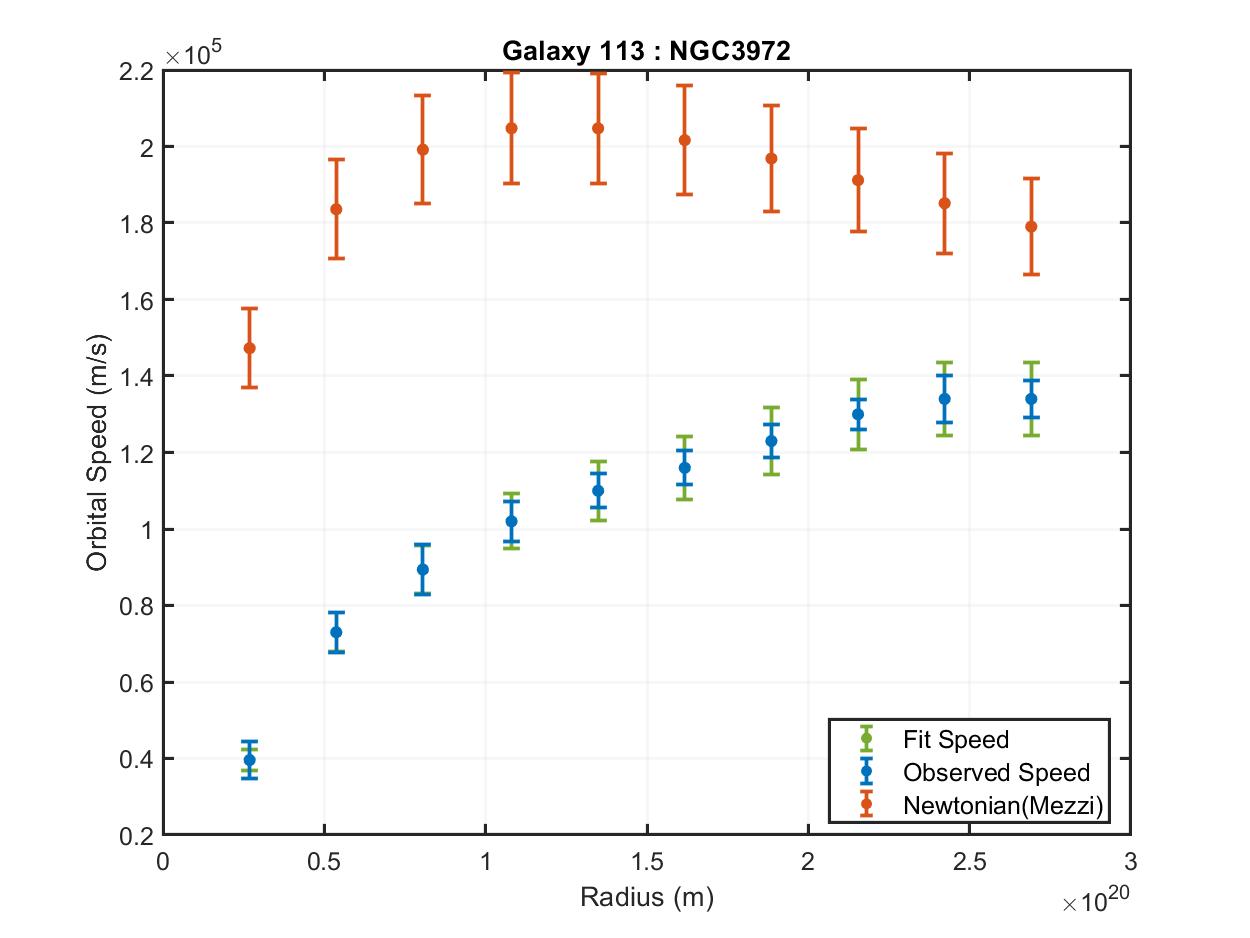 Galaxy 113 : NGC3972
×10^5
2.2
2
1.8
1.6
1.4
1.2
1
0.8
0.6
0.4
0.2
Orbital Speed (m/s)
0 0.5 1 1.5 2 2.5 3
Radius (m)
×10^20
Fit Speed
Observed Speed
Newtonian(Mezzi)